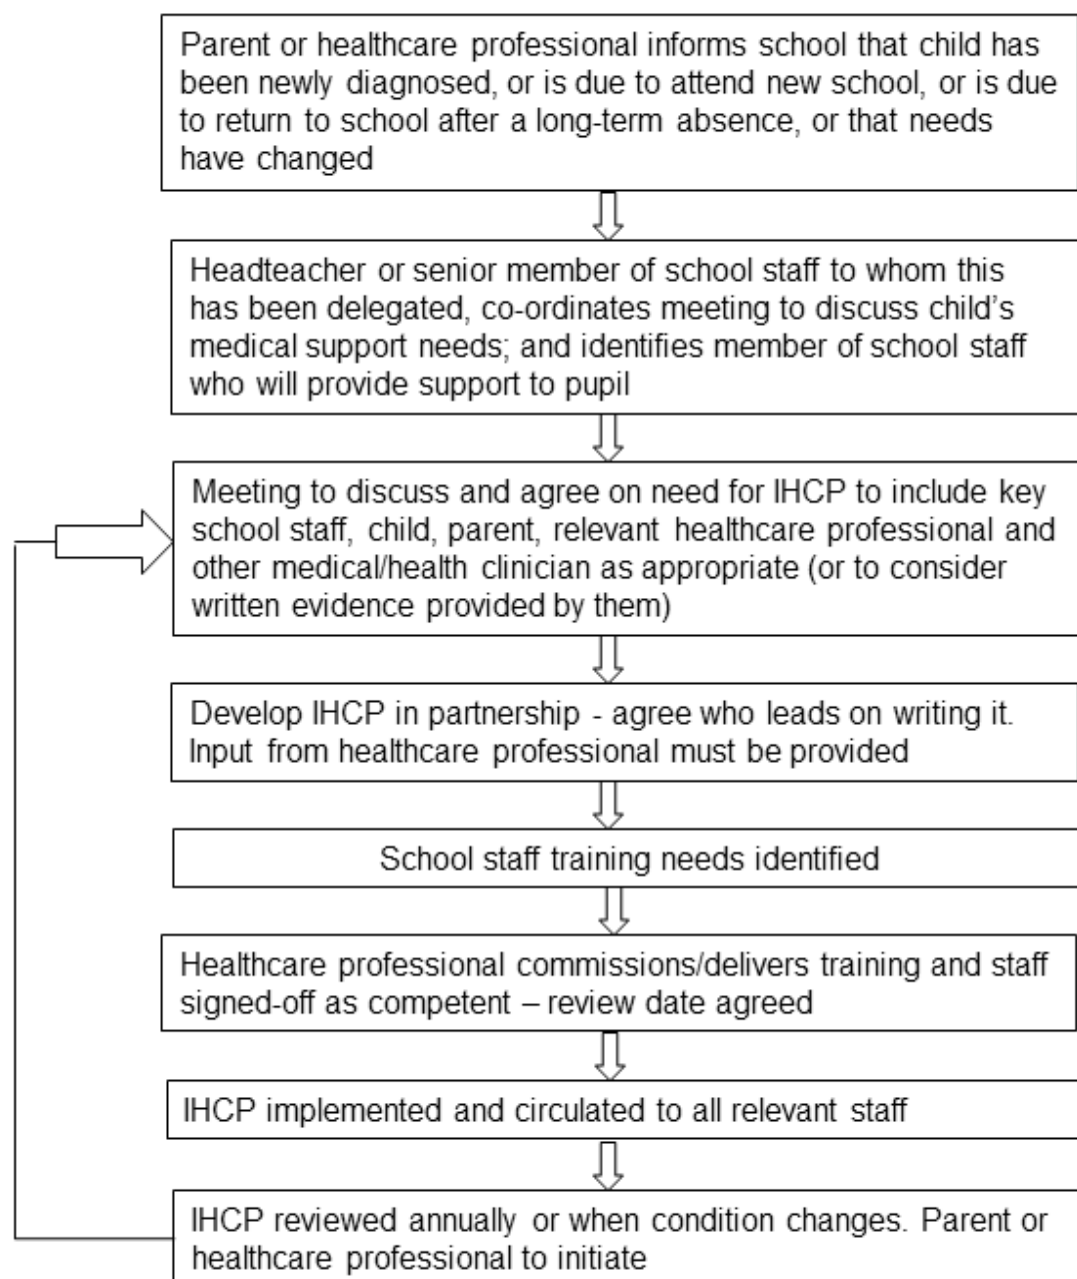 Parent or healthcare professional informs school that child has
been newly diagnosed, or is due to attend new school, or is due
to return to school after a long-term absence, or that needs
have changed
Headteacher or senior member of school staff to whom this
has been delegated, co-ordinates meeting to discuss child’s
medical support needs; and identifies member of school staff
who will provide support to pupil
Meeting to discuss and agree on need for IHCP to include key
school staff, child, parent, relevant healthcare professional and
other medical/health clinician as appropriate (or to consider
written evidence provided by them)
Develop IHCP in partnership - agree who leads on writing it.
Input from healthcare professional must be provided
School staff training needs identified
Healthcare professional commissions/delivers training and staff
signed-off as competent – review date agreed
IHCP implemented and circulated to all relevant staff
IHCP reviewed annually or when condition changes. Parent or
healthcare professional to initiate